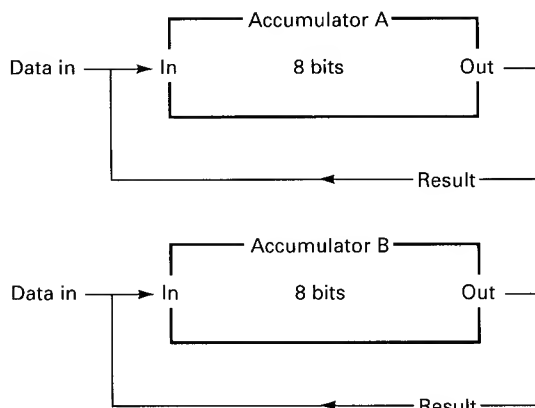 Accumulator A
Data in In 8 bits Out
Result
Accumulator B
Data in In 8 bits Out
Result